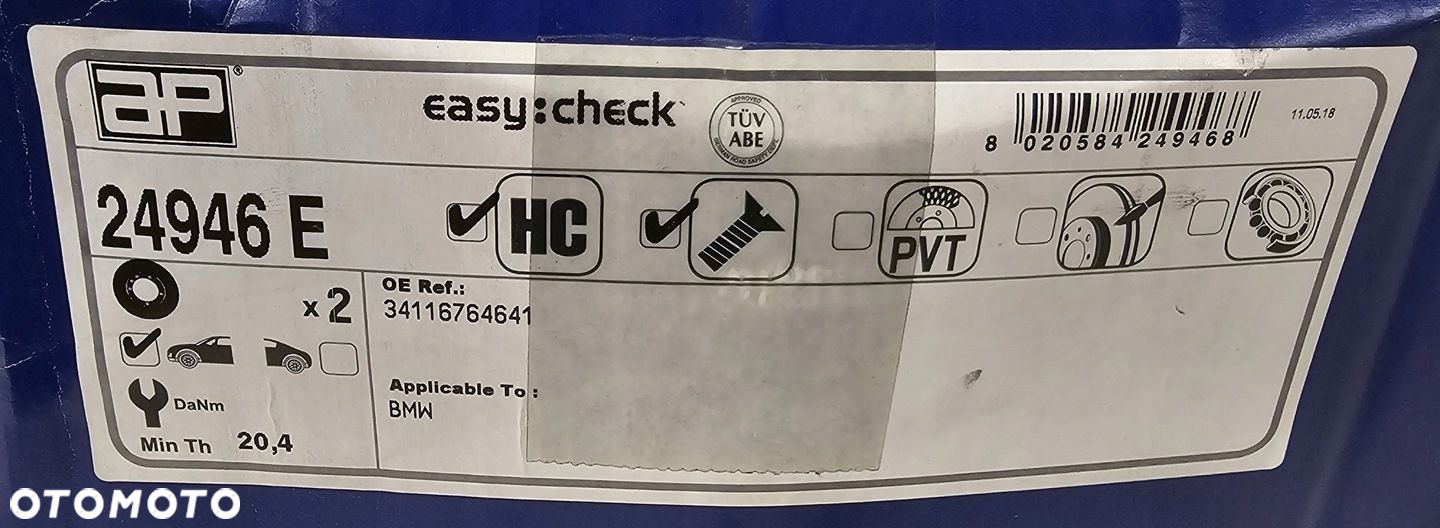 ap®
easy:check
APPROVED
TÜV
ABE
GERMAN ROAD SAFETY DEPT.
8 020584 249468
11.05.18
24946 E
HC
PVT
x 2
OE Ref.:
34116764641
DaNm
Applicable To :
BMW
Min Th 20,4
OTOMOTO